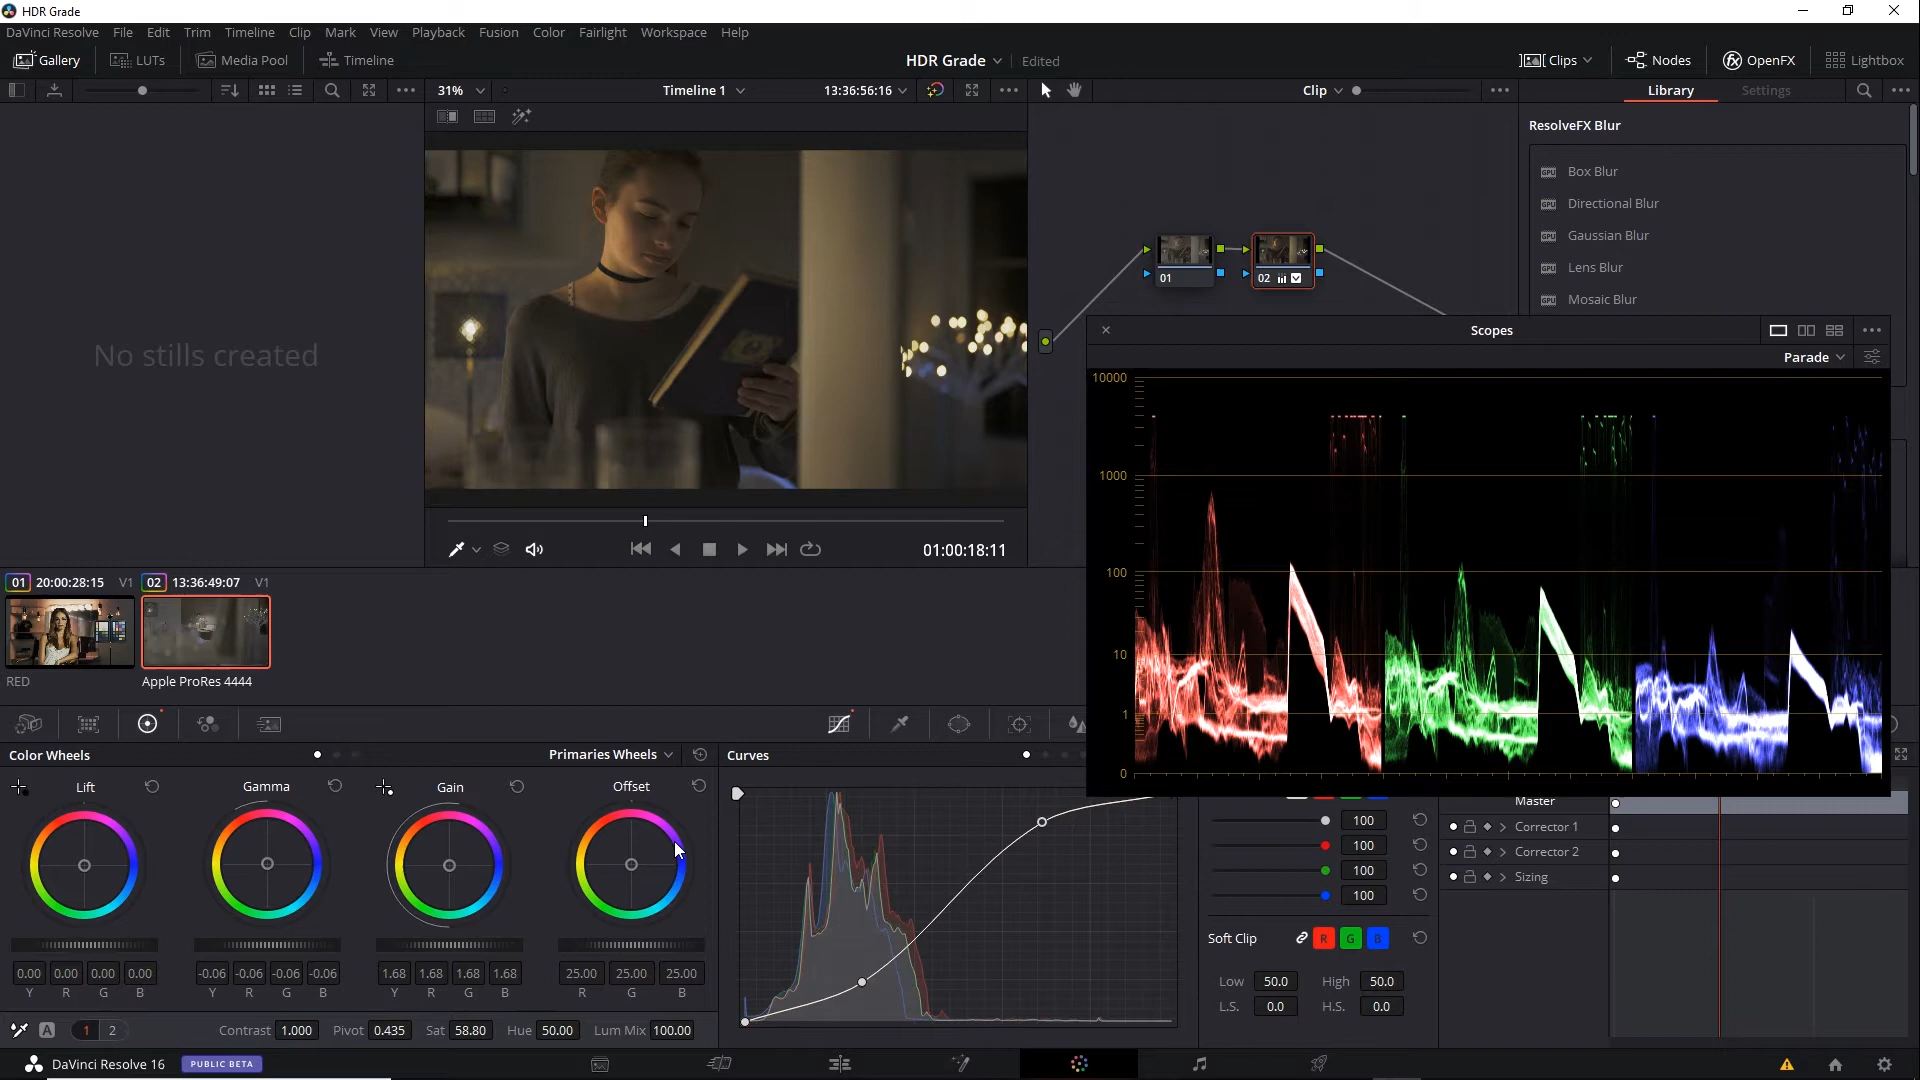 HDR Grade
DaVinci Resolve File Edit Trim Timeline Clip Mark View Playback Fusion Color Fairlight Workspace Help
Gallery LUTs Media Pool Timeline HDR Grade Edited Clips Nodes OpenFX Lightbox
31% Timeline 1 13:36:56:16 Clip Library Settings
ResolveFX Blur
Box Blur
Directional Blur
Gaussian Blur
Lens Blur
Mosaic Blur
01 02
No stills created
Scopes
Parade
10000
1000
100
10
1
0
01:00:18:11
01 20:00:28:15 V1 02 13:36:49:07 V1
RED Apple ProRes 4444
Color Wheels Primaries Wheels Curves
Lift Gamma Gain Offset
0.00 0.00 0.00 0.00 -0.06 -0.06 -0.06 -0.06 1.68 1.68 1.68 1.68 25.00 25.00 25.00
Y R G B Y R G B Y R G B R G B
A 1 2 Contrast 1.000 Pivot 0.435 Sat 58.80 Hue 50.00 Lum Mix 100.00
100
100
100
100
Soft Clip R G B
Low 50.0 High 50.0
L.S. 0.0 H.S. 0.0
Master
Corrector 1
Corrector 2
Sizing
DaVinci Resolve 16 PUBLIC BETA